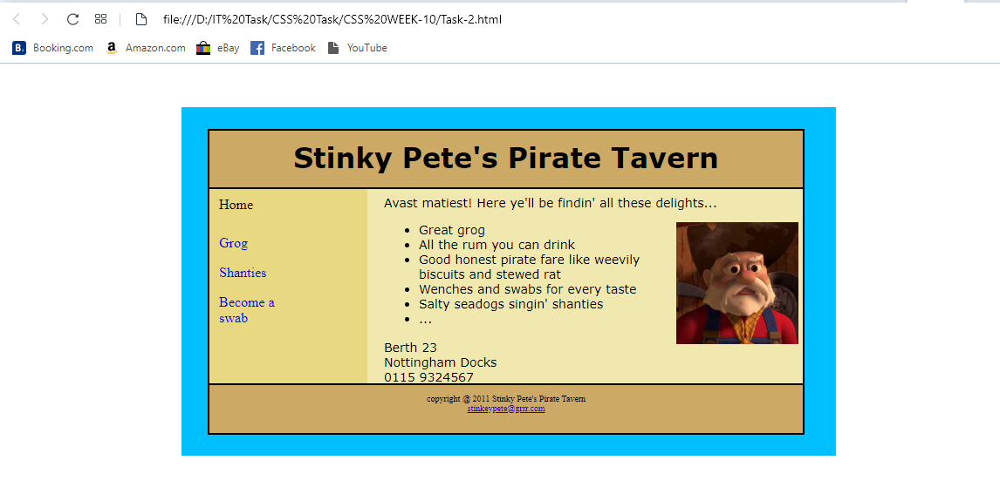 file:///D:/IT%20Task/CSS%20Task/CSS%20WEEK-10/Task-2.html
B. Booking.com a Amazon.com eBay Facebook YouTube
Stinky Pete's Pirate Tavern
Home
Grog
Shanties
Become a
swab
Avast matiest! Here ye'll be findin' all these delights...
• Great grog
• All the rum you can drink
• Good honest pirate fare like weevily
biscuits and stewed rat
• Wenches and swabs for every taste
• Salty seadogs singin' shanties
• ...
Berth 23
Nottingham Docks
0115 9324567
copyright @ 2011 Stinky Pete's Pirate Tavern
stinkeypete@grrr.com